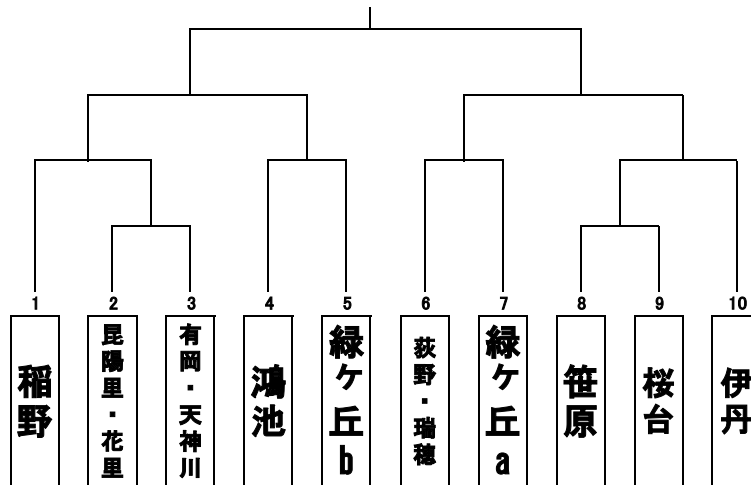 1
2
3
4
5
6
7
8
9
10
稲野
昆陽里・花里
有岡・天神川
鴻池
緑ケ丘b
荻野・瑞穂
緑ケ丘a
笹原
桜台
伊丹